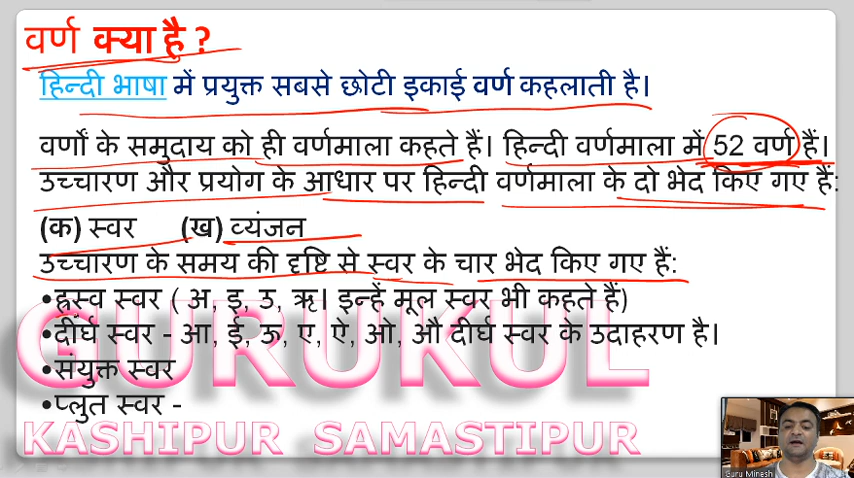 वर्ण क्या है ?
हिन्दी भाषा में प्रयुक्त सबसे छोटी इकाई वर्ण कहलाती है।
वर्णों के समुदाय को ही वर्णमाला कहते हैं। हिन्दी वर्णमाला में 52 वर्ण हैं।
उच्चारण और प्रयोग के आधार पर हिन्दी वर्णमाला के दो भेद किए गए हैं:
(क) स्वर (ख) व्यंजन
उच्चारण के समय की दृष्टि से स्वर के चार भेद किए गए हैं:
•ह्रस्व स्वर ( अ, इ, उ, ऋ। इन्हें मूल स्वर भी कहते हैं)
•दीर्घ स्वर - आ, ई, ऊ, ए, ऐ, ओ, औ दीर्घ स्वर के उदाहरण है।
•संयुक्त स्वर
•प्लुत स्वर -
GURUKUL
KASHIPUR SAMASTIPUR
Guru Minesh